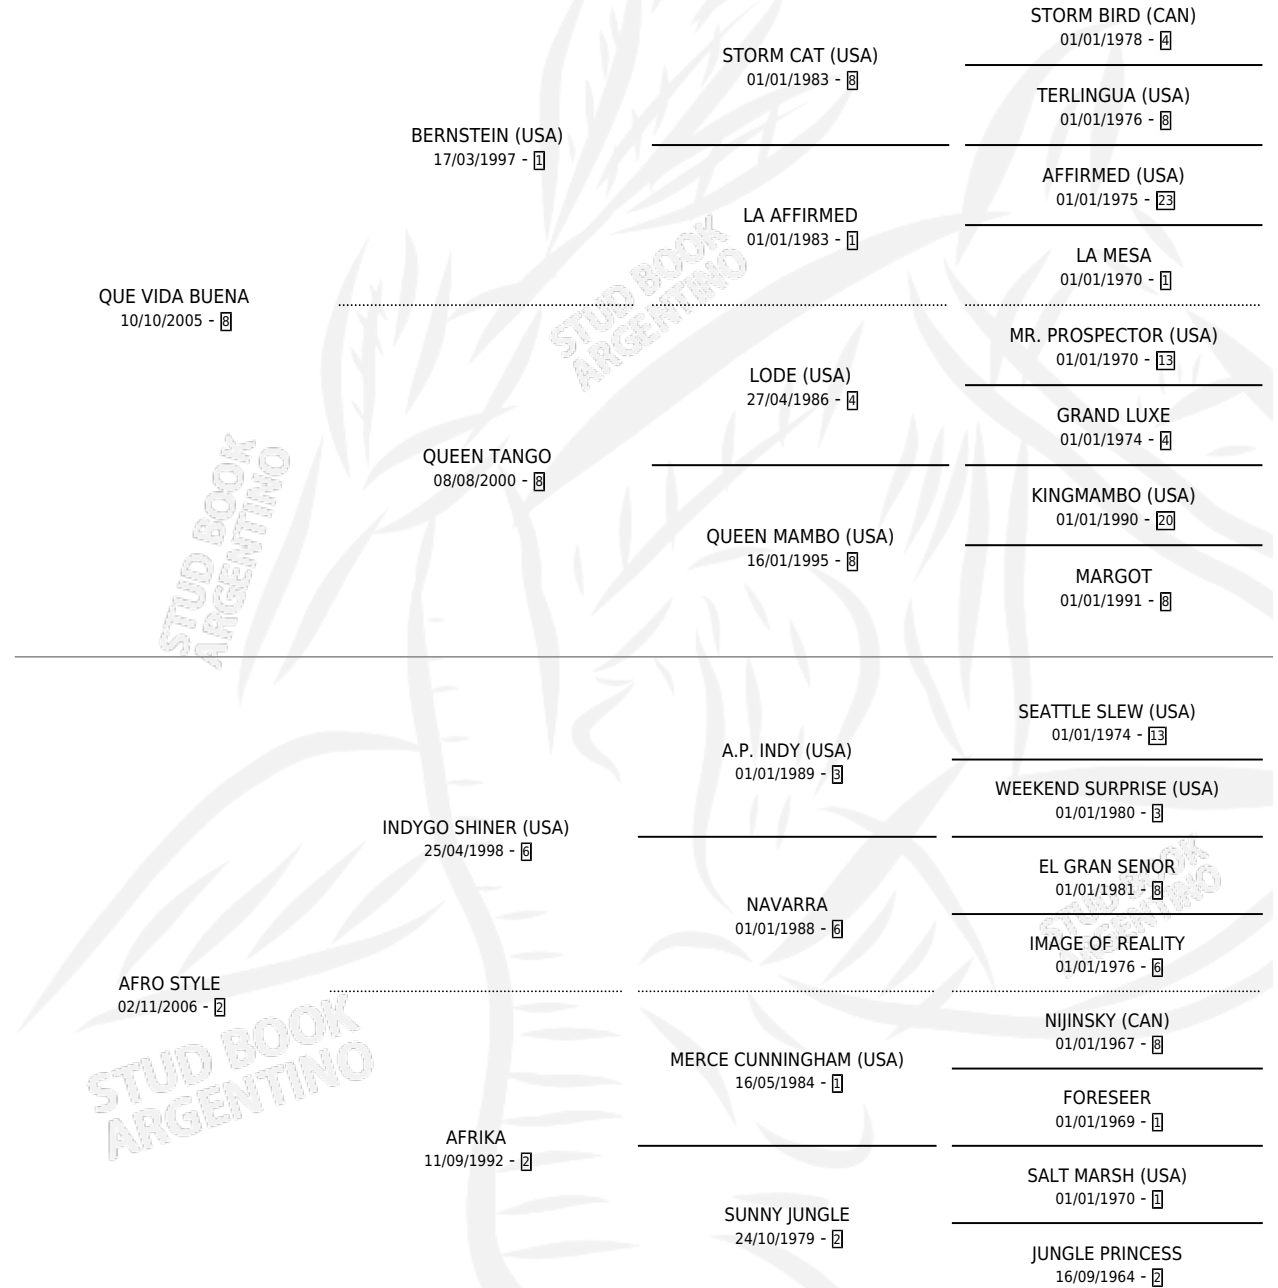 STORM BIRD (CAN)
01/01/1978 - 4
STORM CAT (USA)
01/01/1983 - 8
TERLINGUA (USA)
01/01/1976 - 8
BERNSTEIN (USA)
17/03/1997 - 1
AFFIRMED (USA)
01/01/1975 - 23
LA AFFIRMED
01/01/1983 - 1
LA MESA
01/01/1970 - 1
QUE VIDA BUENA
10/10/2005 - 8
MR. PROSPECTOR (USA)
01/01/1970 - 13
LODE (USA)
27/04/1986 - 4
GRAND LUXE
01/01/1974 - 4
QUEEN TANGO
08/08/2000 - 8
KINGMAMBO (USA)
01/01/1990 - 20
QUEEN MAMBO (USA)
16/01/1995 - 8
MARGOT
01/01/1991 - 8
STUD BOOK
ARGENTINO
STUD BOOK
ARGENTINO
SEATTLE SLEW (USA)
01/01/1974 - 13
A.P. INDY (USA)
01/01/1989 - 3
WEEKEND SURPRISE (USA)
01/01/1980 - 3
INDYGO SHINER (USA)
25/04/1998 - 6
EL GRAN SENOR
01/01/1981 - 8
NAVARRA
01/01/1988 - 6
IMAGE OF REALITY
01/01/1976 - 6
STUD BOOK
ARGENTINO
AFRO STYLE
02/11/2006 - 2
NIJINSKY (CAN)
01/01/1967 - 8
MERCE CUNNINGHAM (USA)
16/05/1984 - 1
FORESEER
01/01/1969 - 1
STUD BOOK
ARGENTINO
AFRIKA
11/09/1992 - 2
SALT MARSH (USA)
01/01/1970 - 1
SUNNY JUNGLE
24/10/1979 - 2
JUNGLE PRINCESS
16/09/1964 - 2